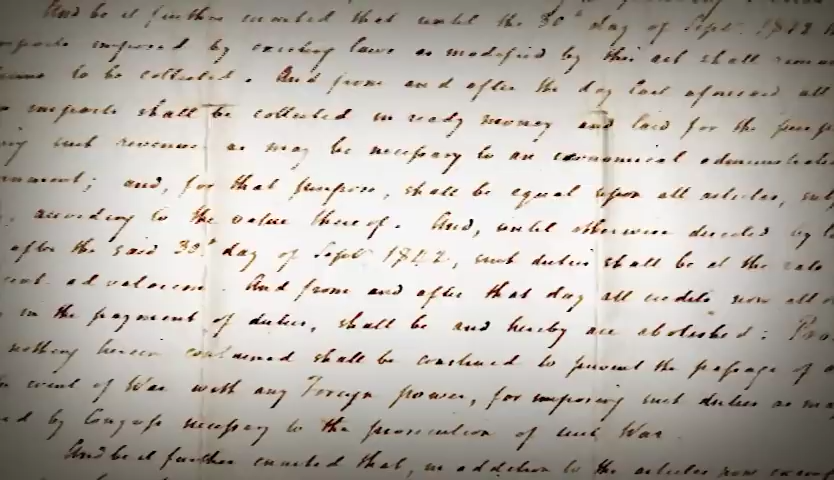 And be it further enacted that until the 30th day of Sept. 1842
imposed by existing laws as modified by this act shall
to be collected. And from and after the day last aforesaid all
imposts shall be collected in ready money and laid for the
such revenue as may be necessary to an economical
and, for that purpose, shall be equal upon all articles,
according to the value thereof. And, until otherwise directed by
after the said 30th day of Sept. 1842, such duties shall be at the rate
ad valorem. And from and after that day all credits now
in the payment of duties, shall be and hereby are abolished:
nothing herein contained shall be construed to prevent the passage of
event of War with any Foreign power, for imposing such duties as
by Congress necessary to the prosecution of such War.
And be it further enacted that, in addition to the articles now